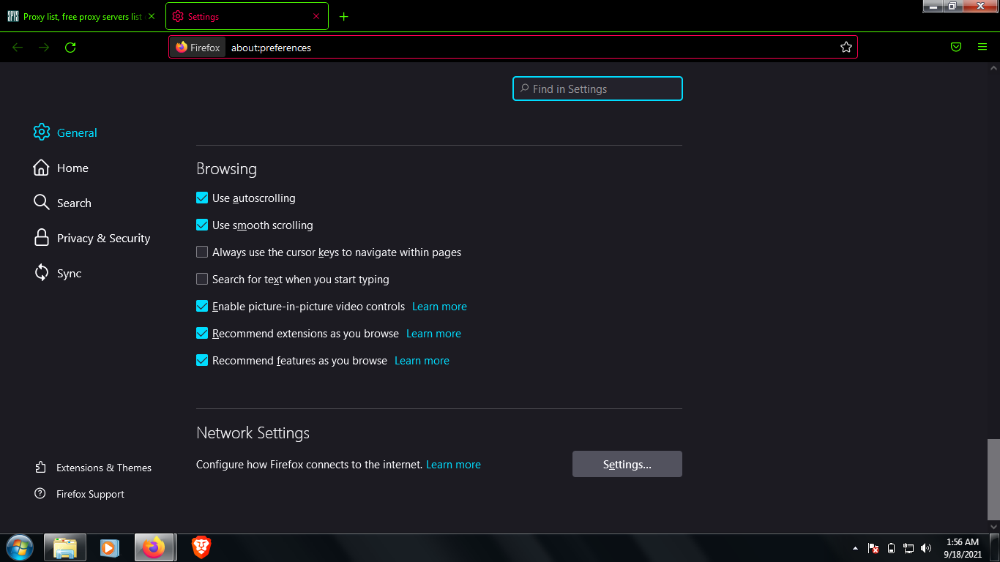 SPYS
Proxy list, free proxy servers list
Settings
Firefox
about:preferences
Find in Settings
General
Home
Search
Privacy & Security
Sync
Extensions & Themes
Firefox Support
Browsing
Use autoscrolling
Use smooth scrolling
Always use the cursor keys to navigate within pages
Search for text when you start typing
Enable picture-in-picture video controls Learn more
Recommend extensions as you browse Learn more
Recommend features as you browse Learn more
Network Settings
Configure how Firefox connects to the internet. Learn more
Settings...
1:56 AM
9/18/2021